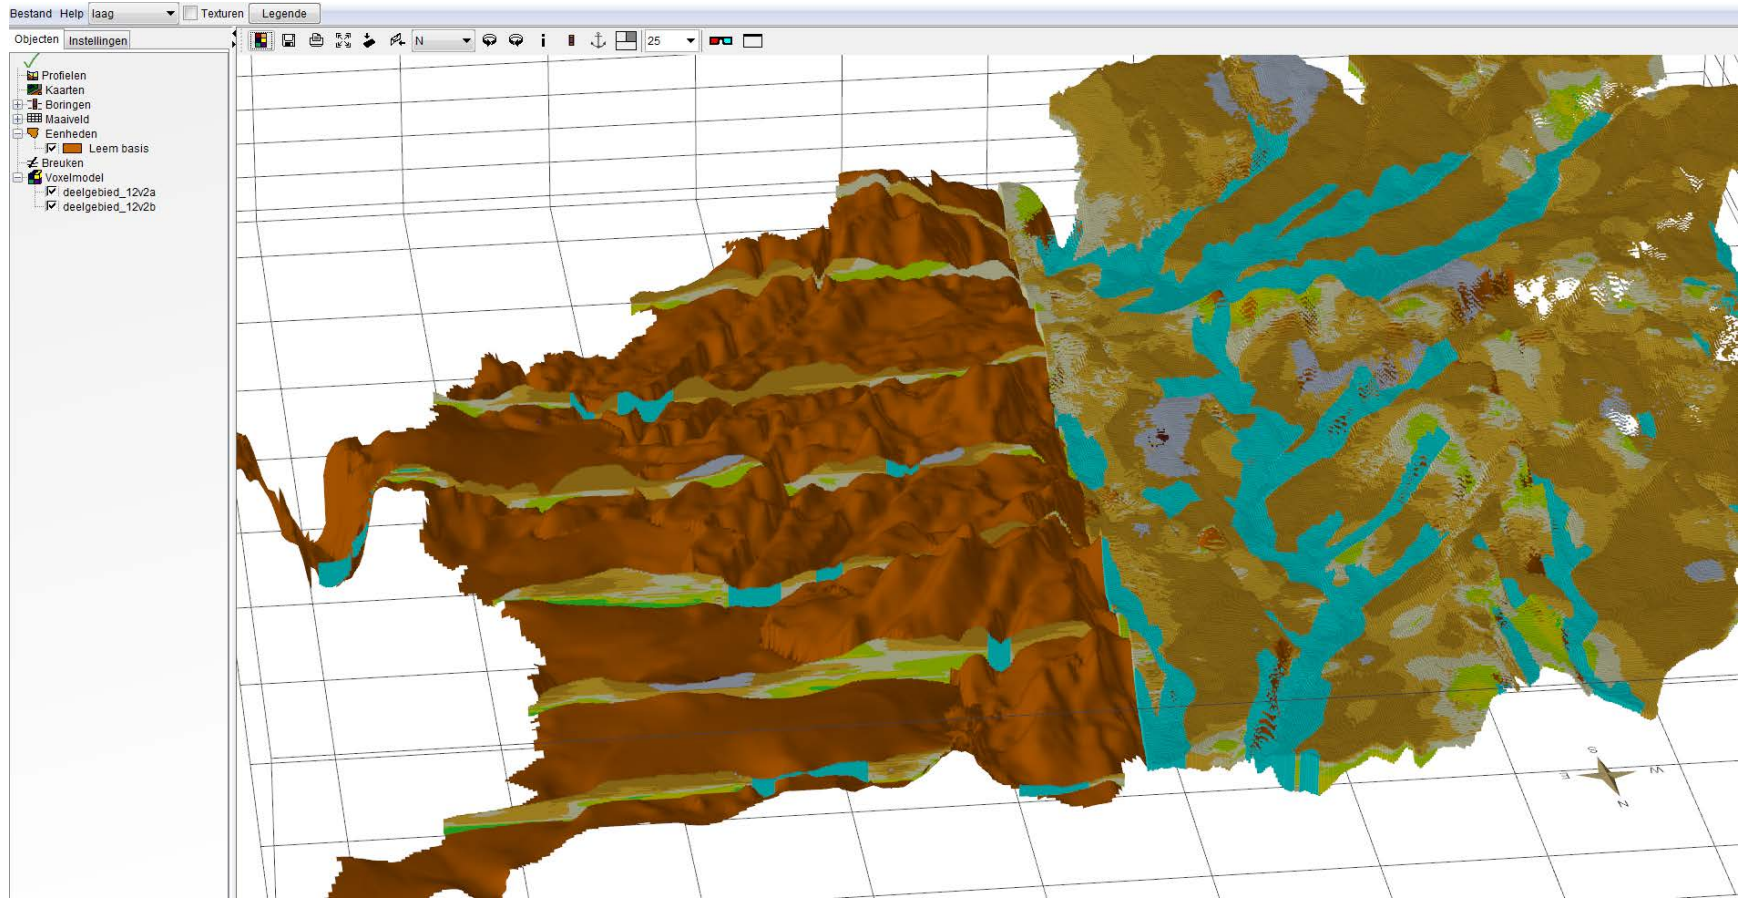 Bestand Help laag Texturen Legende
Objecten Instellingen
N i 25
Profielen
Kaarten
Boringen
Maaiveld
Eenheden
Leem basis
Breuken
Voxelmodel
deelgebied_12v2a
deelgebied_12v2b
S
E W
N